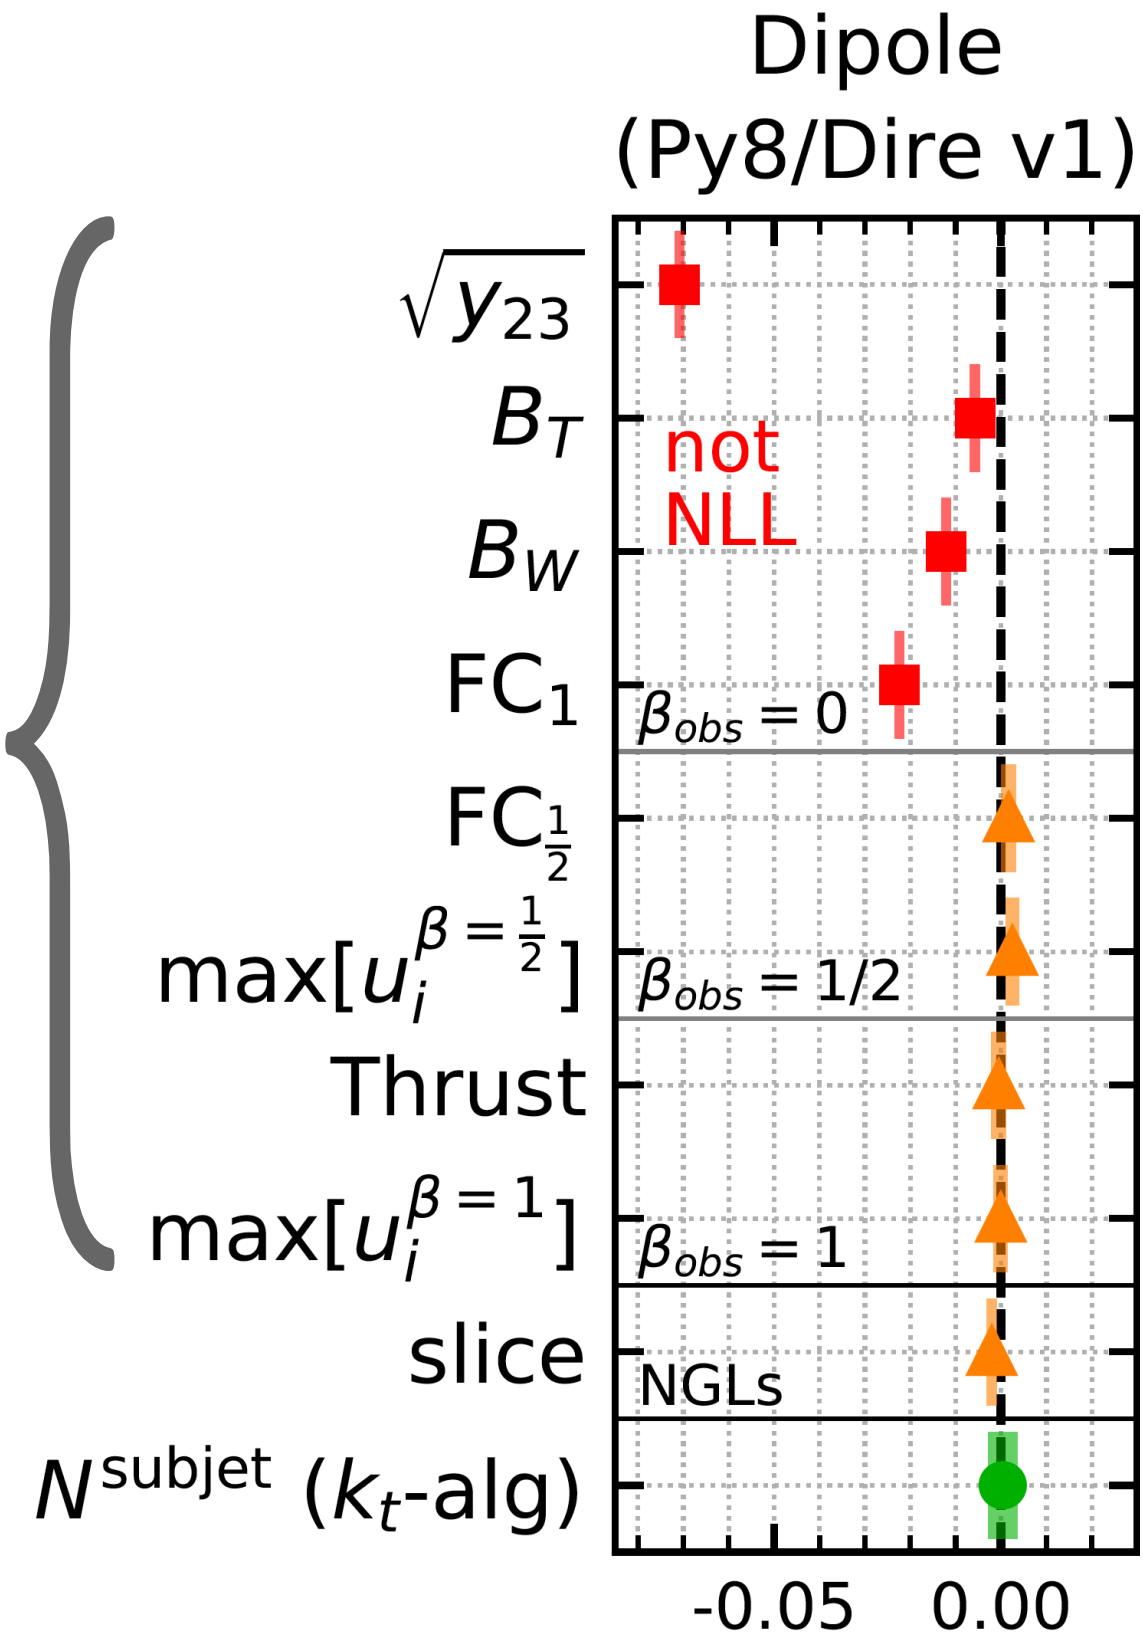 Dipole
(Py8/Dire v1)
√y₂₃
B_T
not
NLL
B_W
FC₁
β_obs = 0
FC_½
max[u_i^{β = ½}]
β_obs = 1/2
Thrust
max[u_i^{β = 1}]
β_obs = 1
slice
NGLs
N^subjet (k_t-alg)
-0.05 0.00